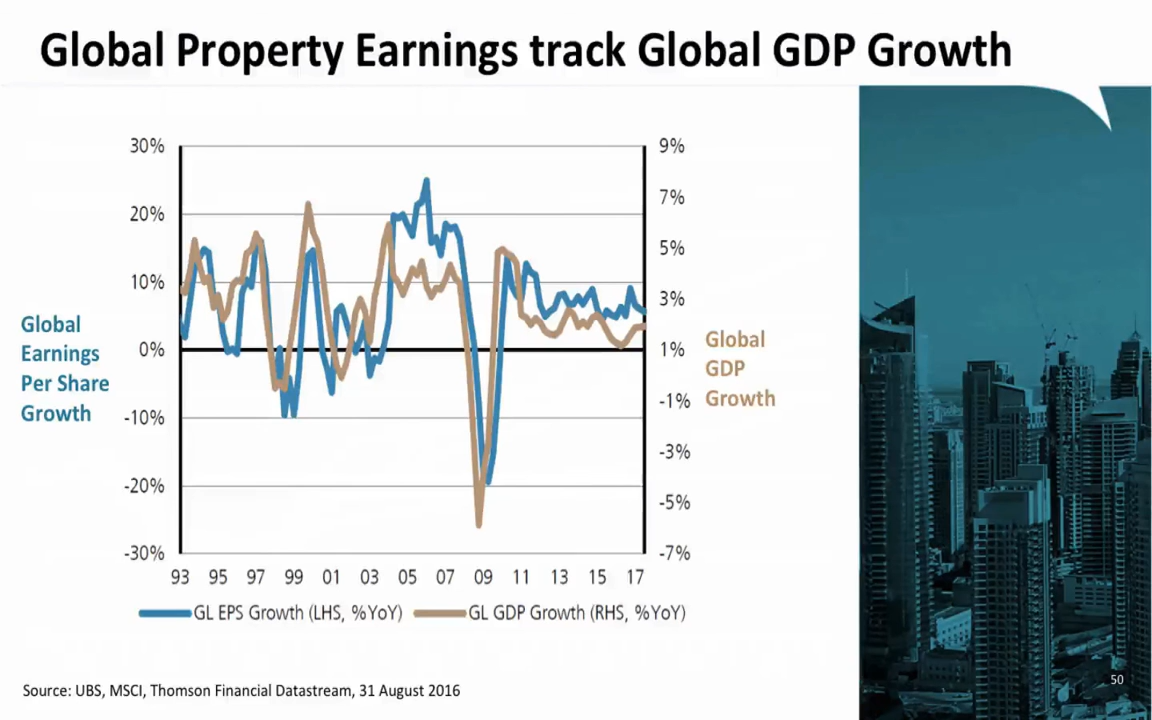 Global Property Earnings track Global GDP Growth
30%
20%
10%
0%
-10%
-20%
-30%
9%
7%
5%
3%
1%
-1%
-3%
-5%
-7%
Global
Earnings
Per Share
Growth
Global
GDP
Growth
93 95 97 99 01 03 05 07 09 11 13 15 17
GL EPS Growth (LHS, %YoY) GL GDP Growth (RHS, %YoY)
Source: UBS, MSCI, Thomson Financial Datastream, 31 August 2016
50